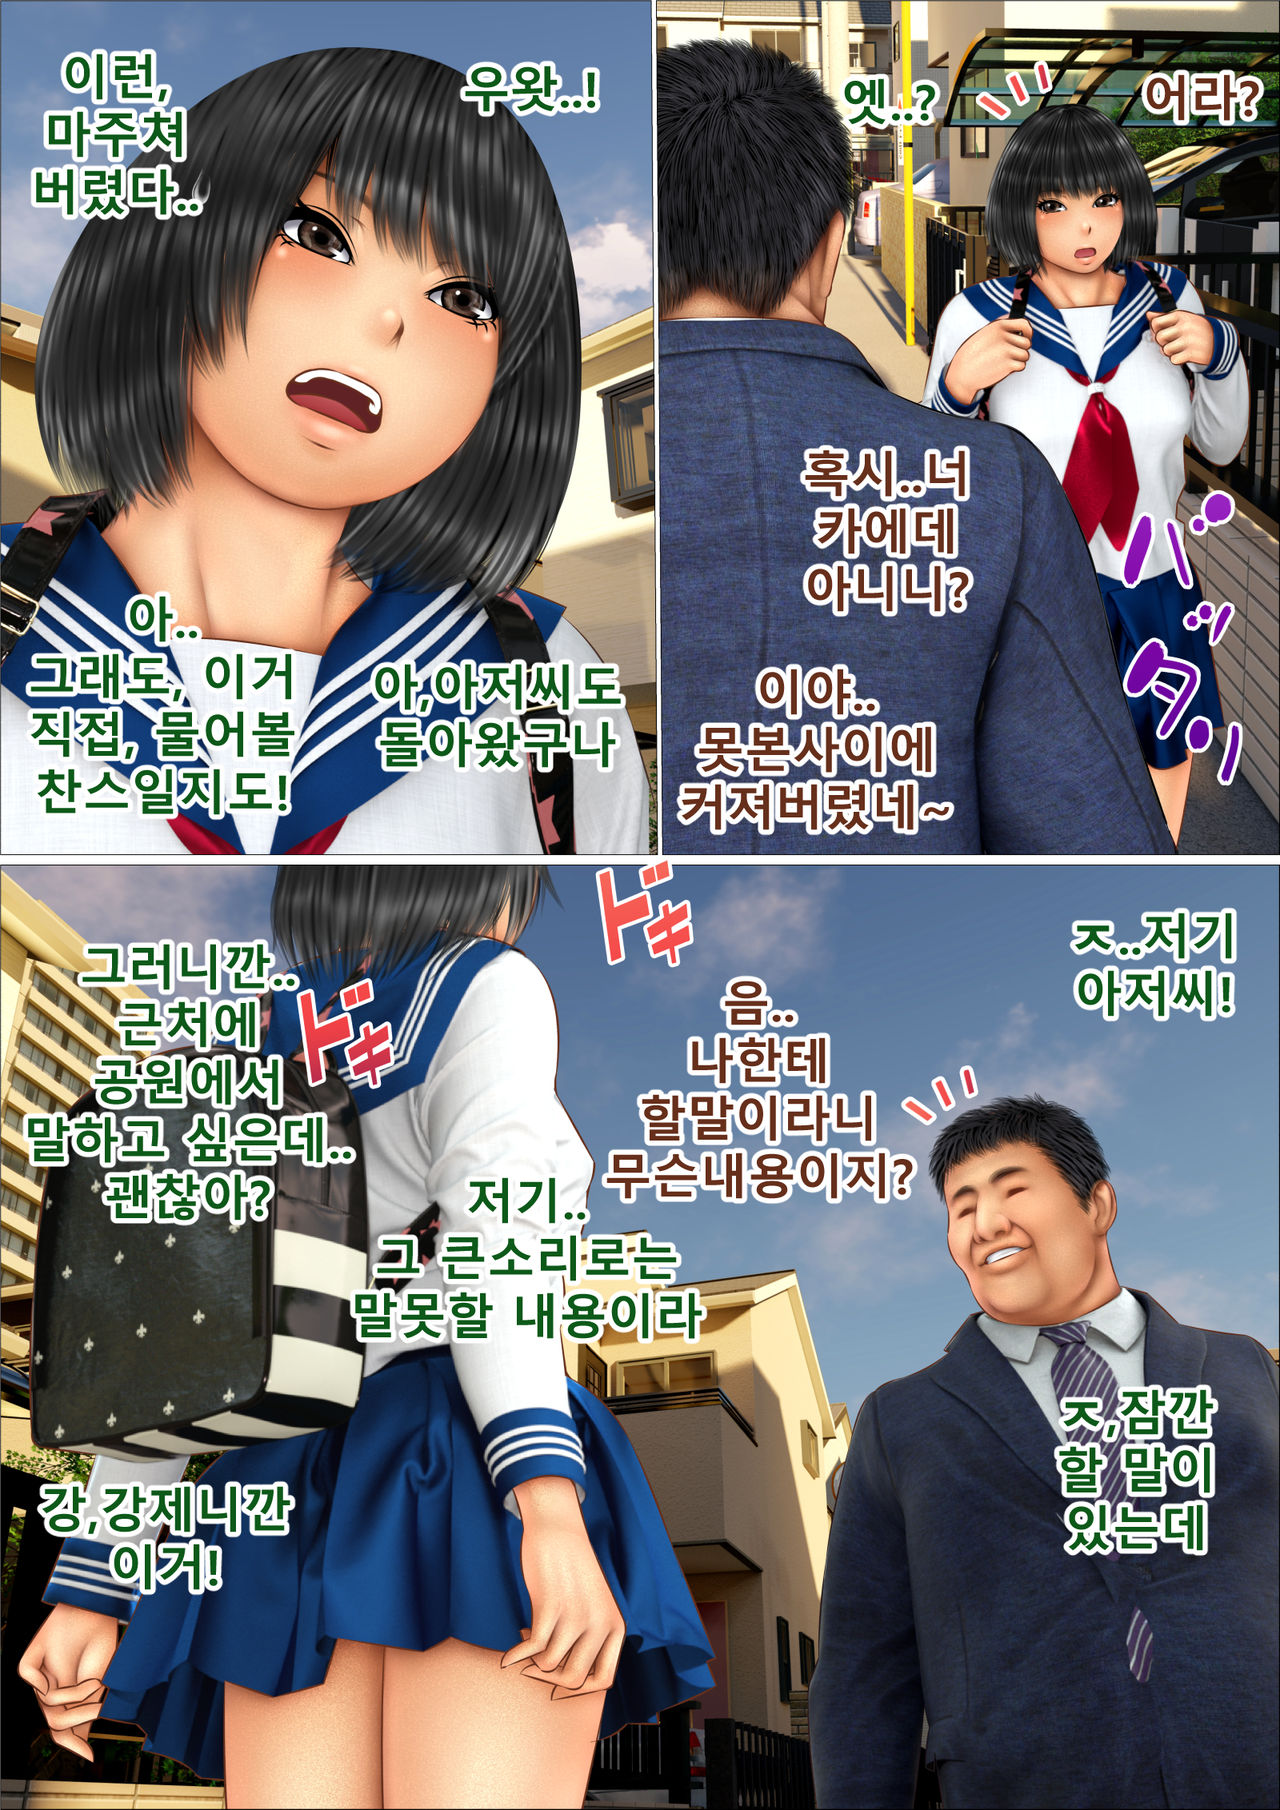 어라?
엣..?
혹시..너
카에데
아니니?
이야..
못본사이에
커져버렸네~
バッ
ダッ
우왓..!
이런,
마주쳐
버렸다..
아,아저씨도
돌아왔구나
아..
그래도, 이거
직접, 물어볼
찬스일지도!
ㅈ..저기
아저씨!
ㅈ,잠깐
할 말이
있는데
ドキ
음..
나한테
할말이라니
무슨내용이지?
저기..
그 큰소리로는
말못할 내용이라
ドキ
그러니깐..
근처에
공원에서
말하고 싶은데..
괜찮아?
강,강제니깐
이거!